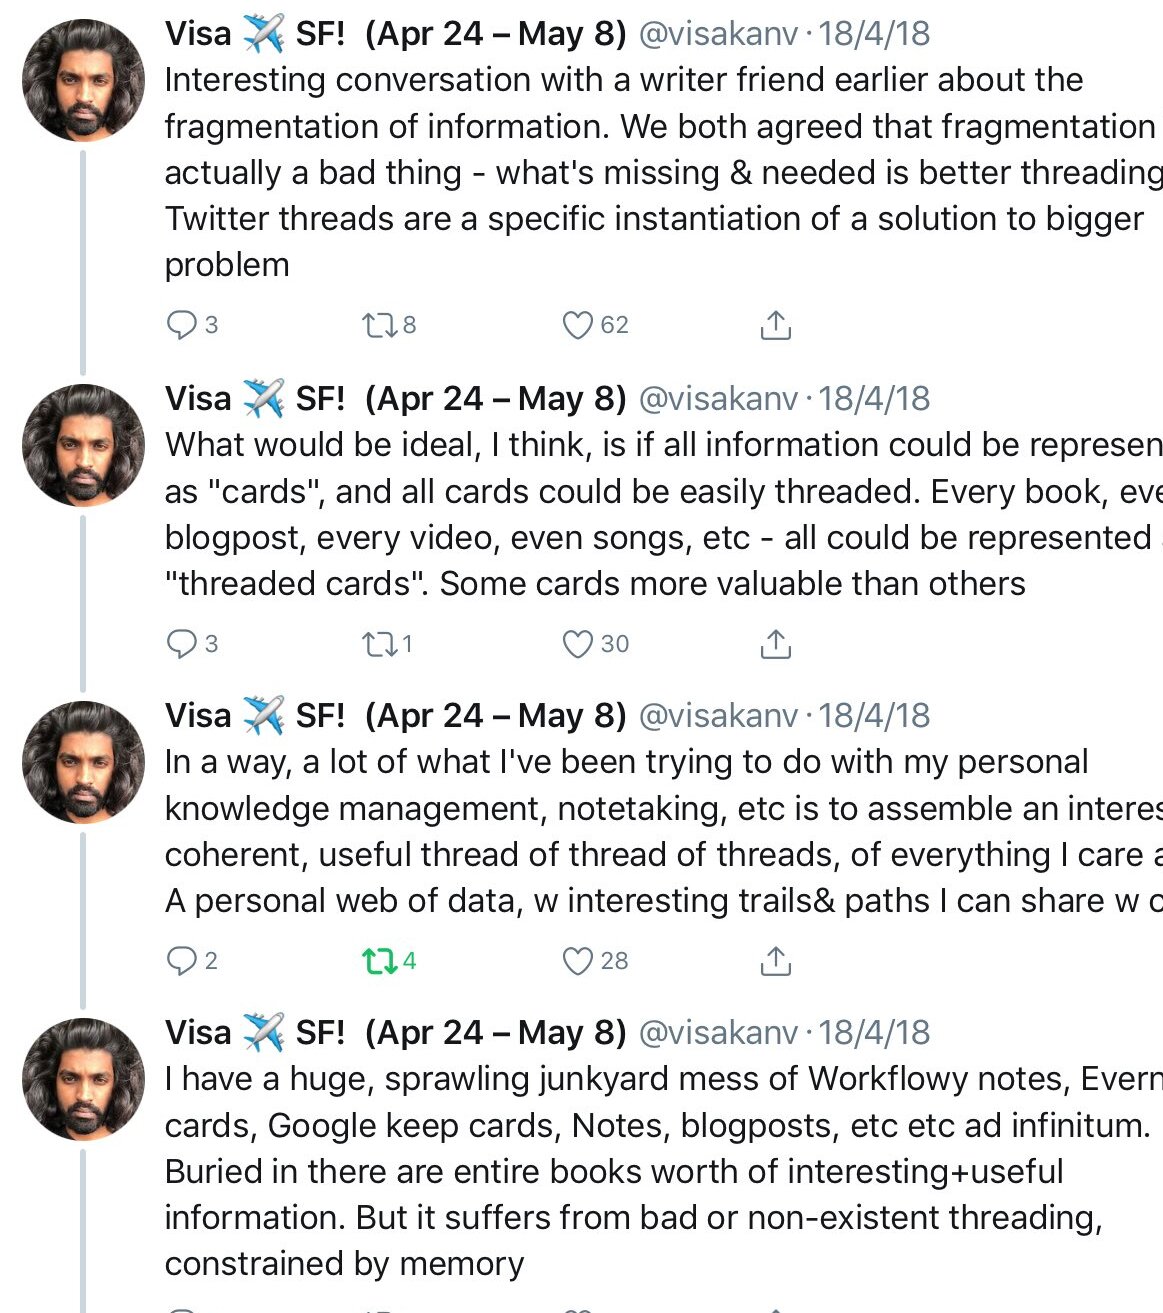 Visa ✈️ SF! (Apr 24 – May 8) @visakanv · 18/4/18
Interesting conversation with a writer friend earlier about the
fragmentation of information. We both agreed that fragmentation
actually a bad thing - what's missing & needed is better threading
Twitter threads are a specific instantiation of a solution to bigger
problem
3 8 62
Visa ✈️ SF! (Apr 24 – May 8) @visakanv · 18/4/18
What would be ideal, I think, is if all information could be represen
as "cards", and all cards could be easily threaded. Every book, eve
blogpost, every video, even songs, etc - all could be represented
"threaded cards". Some cards more valuable than others
3 1 30
Visa ✈️ SF! (Apr 24 – May 8) @visakanv · 18/4/18
In a way, a lot of what I've been trying to do with my personal
knowledge management, notetaking, etc is to assemble an interes
coherent, useful thread of thread of threads, of everything I care a
A personal web of data, w interesting trails& paths I can share w o
2 4 28
Visa ✈️ SF! (Apr 24 – May 8) @visakanv · 18/4/18
I have a huge, sprawling junkyard mess of Workflowy notes, Evern
cards, Google keep cards, Notes, blogposts, etc etc ad infinitum.
Buried in there are entire books worth of interesting+useful
information. But it suffers from bad or non-existent threading,
constrained by memory